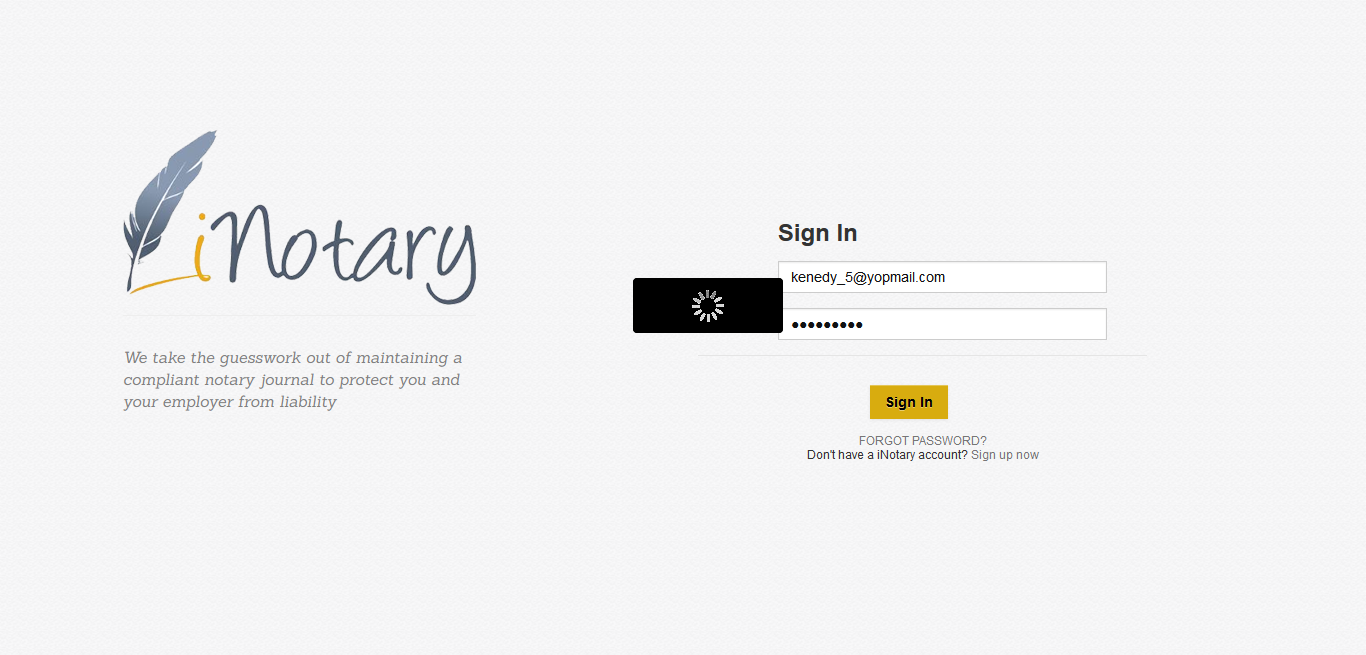 iNotary
We take the guesswork out of maintaining a
compliant notary journal to protect you and
your employer from liability
Sign In
kenedy_5@yopmail.com
●●●●●●●●●
Sign In
FORGOT PASSWORD?
Don't have a iNotary account? Sign up now